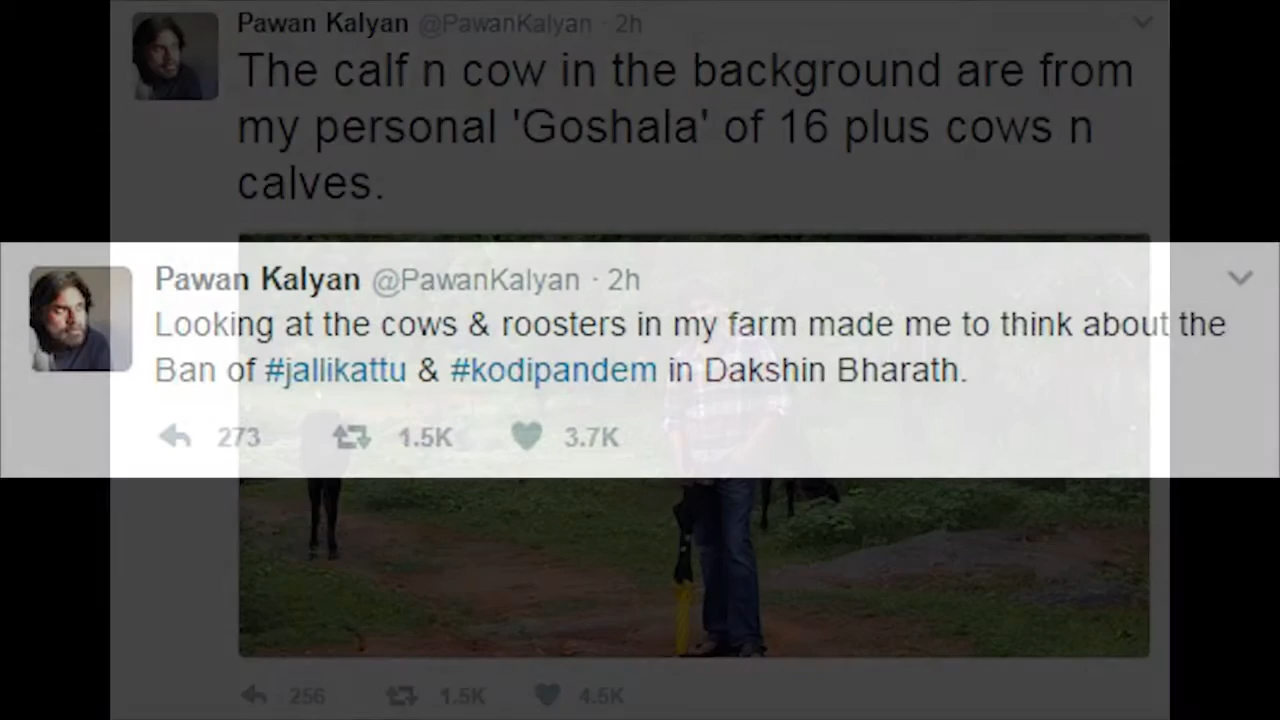 Pawan Kalyan @PawanKalyan · 2h
The calf n cow in the background are from
my personal 'Goshala' of 16 plus cows n
calves.
Pawan Kalyan @PawanKalyan · 2h
Looking at the cows & roosters in my farm made me to think about the
Ban of #jallikattu & #kodipandem in Dakshin Bharath.
273 1.5K 3.7K
256 1.5K 4.5K